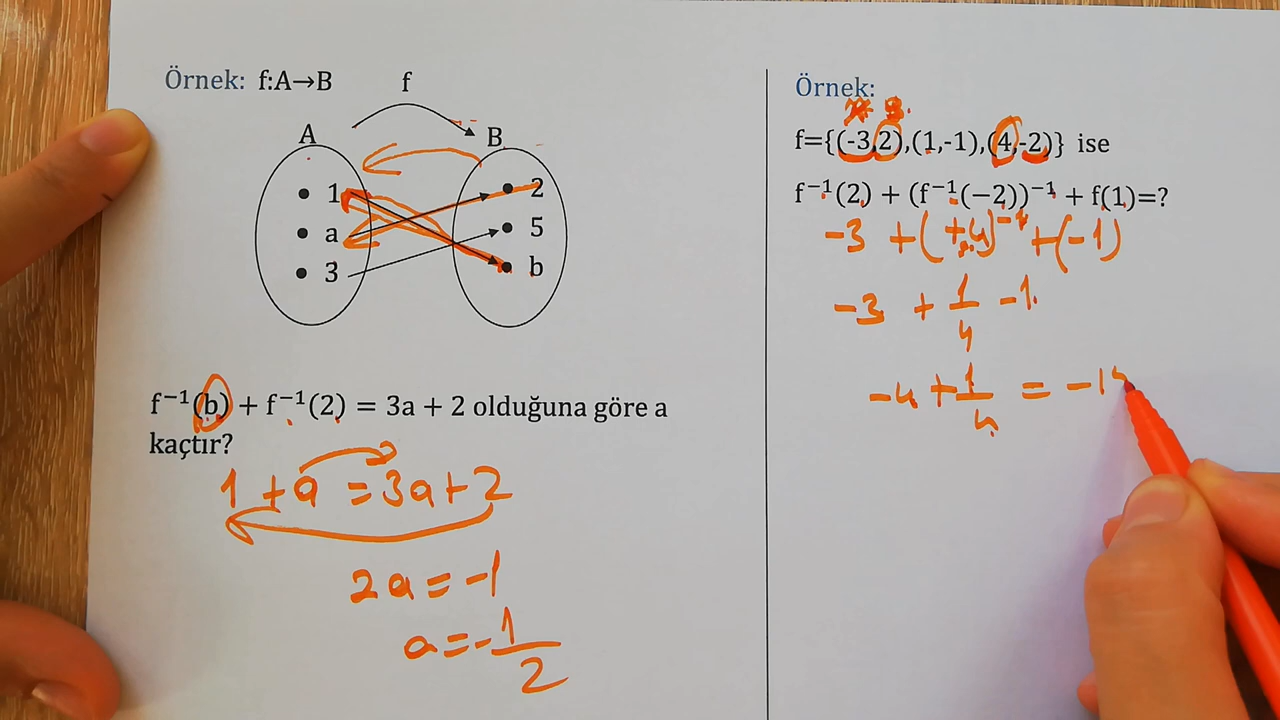 Örnek: f:A→B
f
A
B
1
2
a
5
3
b
f⁻¹(b) + f⁻¹(2) = 3a + 2 olduğuna göre a
kaçtır?
1 + a = 3a + 2
2a = -1
a = -1/2
Örnek:
f={(-3,2),(1,-1),(4,-2)} ise
f⁻¹(2) + (f⁻¹(−2))⁻¹ + f(1)=?
-3 + (+4)⁻¹ + (-1)
-3 + 1/4 -1
-4 + 1/4 = -15